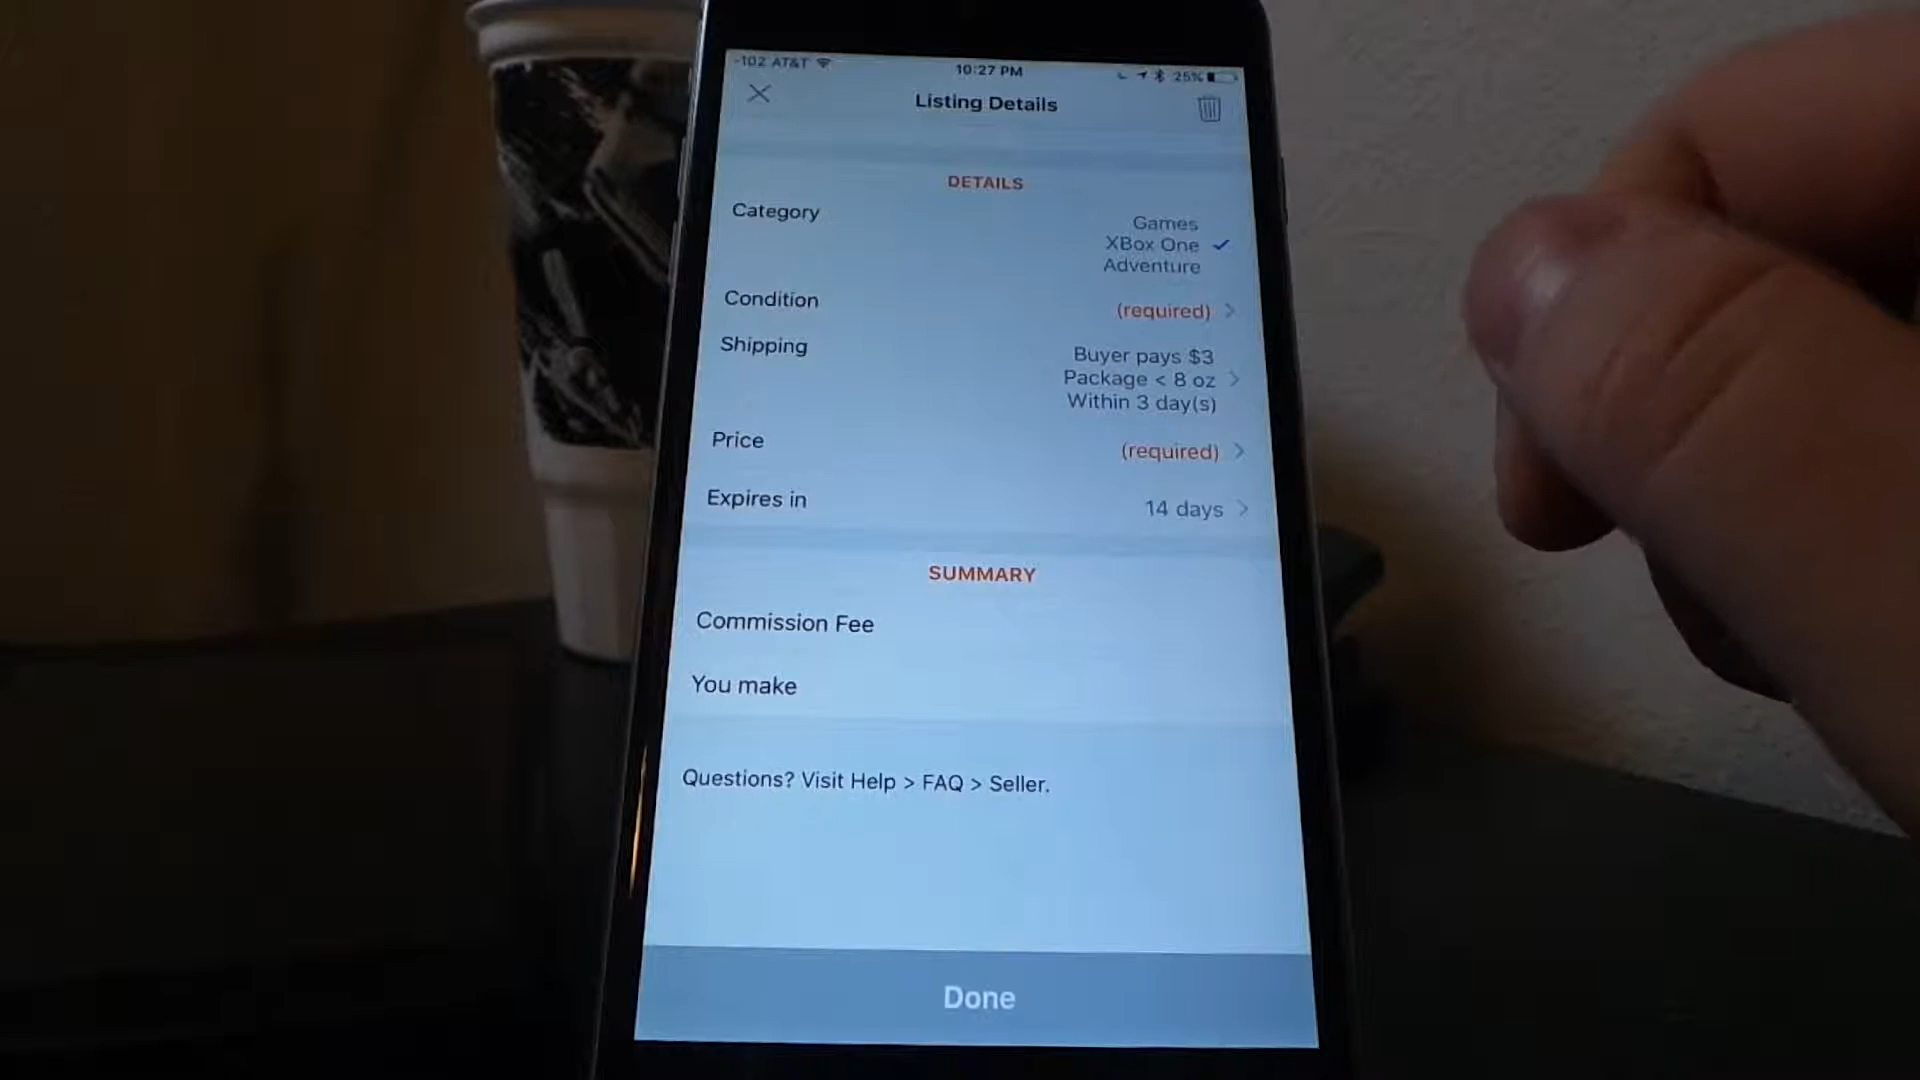 -102 AT&T 10:27 PM 25%
Listing Details
DETAILS
Category
Games
XBox One
Adventure
Condition (required)
Shipping
Buyer pays $3
Package < 8 oz
Within 3 day(s)
Price (required)
Expires in 14 days
SUMMARY
Commission Fee
You make
Questions? Visit Help > FAQ > Seller.
Done